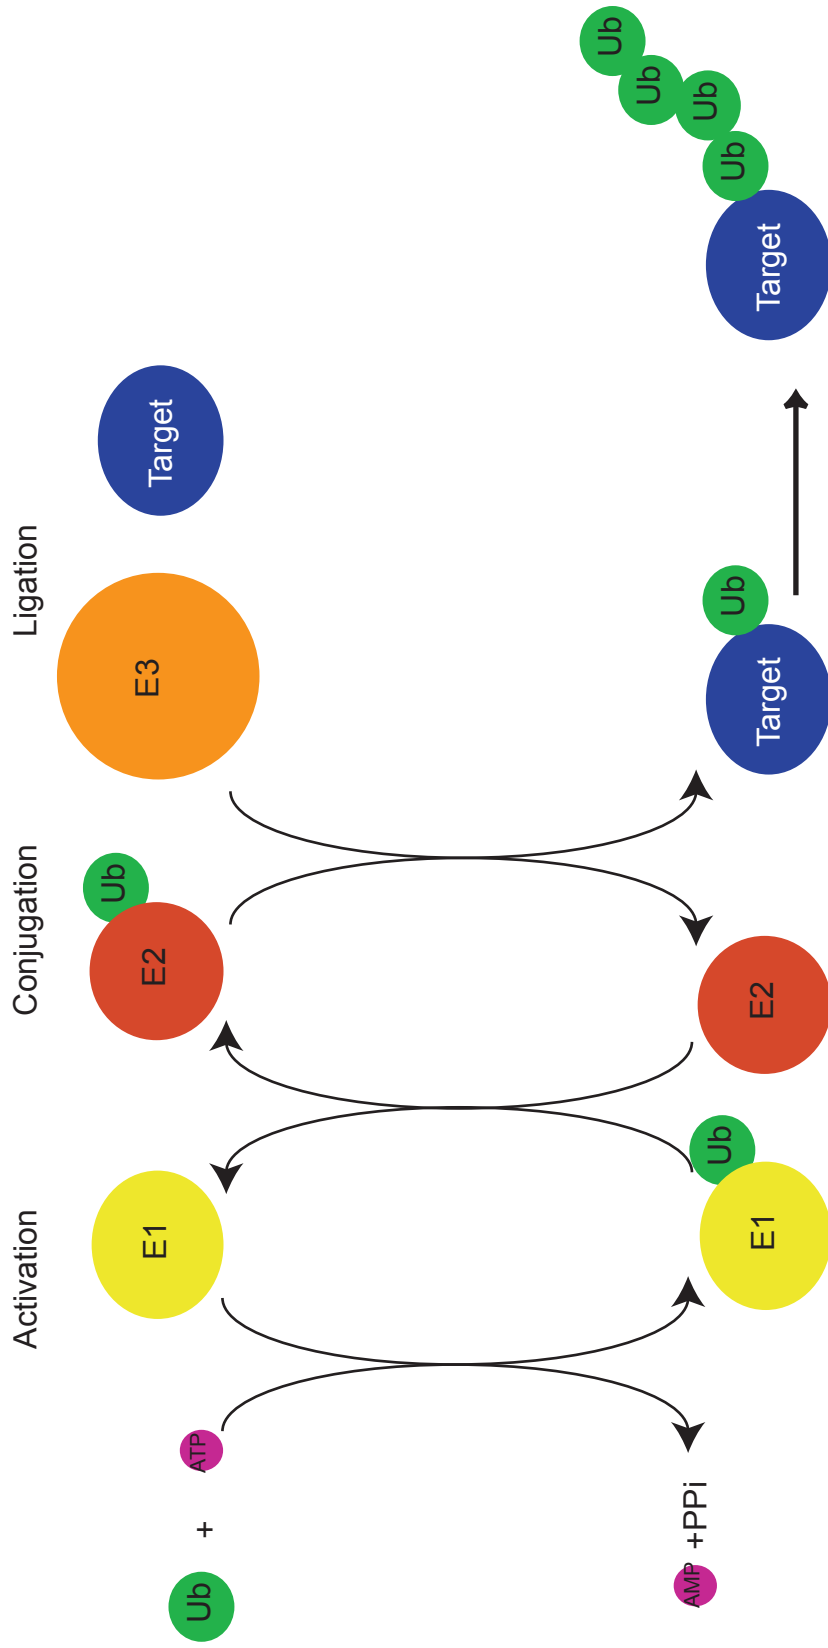 Activation
Conjugation
Ligation
Ub
+
ATP
E1
E2
Ub
E3
Target
AMP
+PPi
E1
Ub
E2
Target
Ub
Target
Ub
Ub
Ub
Ub